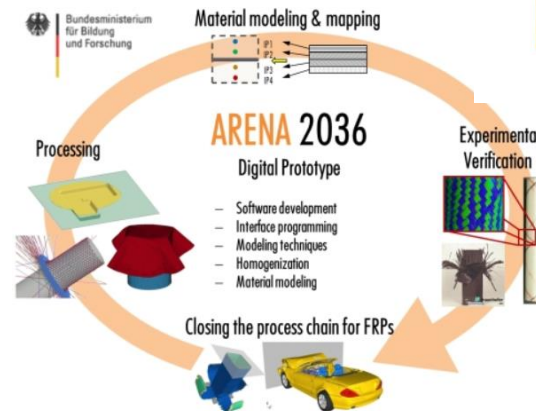 Bundesministerium
für Bildung
und Forschung
Material modeling & mapping
IP1
IP2
IP3
IP4
Processing
ARENA 2036
Digital Prototype
– Software development
– Interface programming
– Modeling techniques
– Homogenization
– Material modeling
Experimenta
Verification
Closing the process chain for FRPs